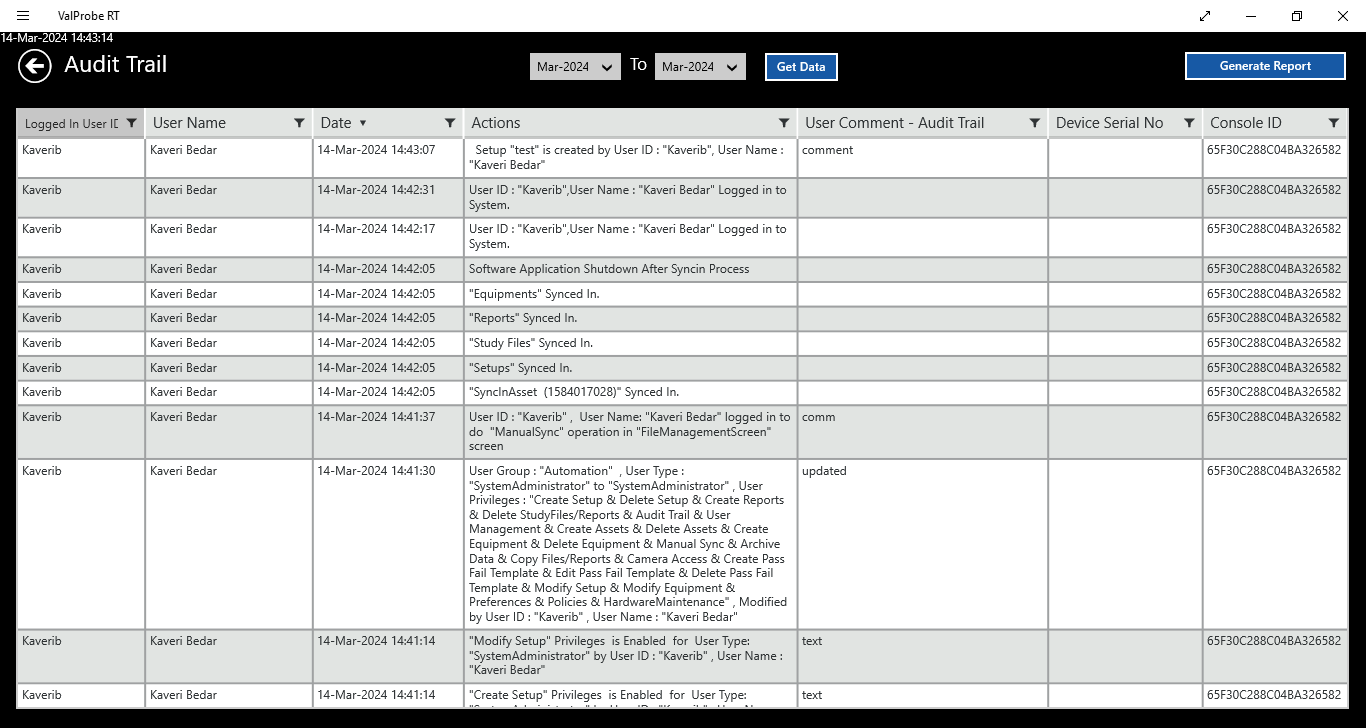 ValProbe RT
14-Mar-2024 14:43:14
Audit Trail
Mar-2024 To Mar-2024 Get Data Generate Report
Logged In User ID User Name Date Actions User Comment - Audit Trail Device Serial No Console ID
Kaverib Kaveri Bedar 14-Mar-2024 14:43:07 Setup "test" is created by User ID : "Kaverib", User Name : comment 65F30C288C04BA326582
"Kaveri Bedar"
Kaverib Kaveri Bedar 14-Mar-2024 14:42:31 User ID : "Kaverib",User Name : "Kaveri Bedar" Logged in to 65F30C288C04BA326582
System.
Kaverib Kaveri Bedar 14-Mar-2024 14:42:17 User ID : "Kaverib",User Name : "Kaveri Bedar" Logged in to 65F30C288C04BA326582
System.
Kaverib Kaveri Bedar 14-Mar-2024 14:42:05 Software Application Shutdown After Syncin Process 65F30C288C04BA326582
Kaverib Kaveri Bedar 14-Mar-2024 14:42:05 "Equipments" Synced In. 65F30C288C04BA326582
Kaverib Kaveri Bedar 14-Mar-2024 14:42:05 "Reports" Synced In. 65F30C288C04BA326582
Kaverib Kaveri Bedar 14-Mar-2024 14:42:05 "Study Files" Synced In. 65F30C288C04BA326582
Kaverib Kaveri Bedar 14-Mar-2024 14:42:05 "Setups" Synced In. 65F30C288C04BA326582
Kaverib Kaveri Bedar 14-Mar-2024 14:42:05 "SyncInAsset (1584017028)" Synced In. 65F30C288C04BA326582
Kaverib Kaveri Bedar 14-Mar-2024 14:41:37 User ID : "Kaverib" , User Name: "Kaveri Bedar" logged in to comm 65F30C288C04BA326582
do "ManualSync" operation in "FileManagementScreen"
screen
Kaverib Kaveri Bedar 14-Mar-2024 14:41:30 User Group : "Automation" , User Type : updated 65F30C288C04BA326582
"SystemAdministrator" to "SystemAdministrator" , User
Privileges : "Create Setup & Delete Setup & Create Reports
& Delete StudyFiles/Reports & Audit Trail & User
Management & Create Assets & Delete Assets & Create
Equipment & Delete Equipment & Manual Sync & Archive
Data & Copy Files/Reports & Camera Access & Create Pass
Fail Template & Edit Pass Fail Template & Delete Pass Fail
Template & Modify Setup & Modify Equipment &
Preferences & Policies & HardwareMaintenance" , Modified
by User ID : "Kaverib" , User Name : "Kaveri Bedar"
Kaverib Kaveri Bedar 14-Mar-2024 14:41:14 "Modify Setup" Privileges is Enabled for User Type: text 65F30C288C04BA326582
"SystemAdministrator" by User ID : "Kaverib" , User Name :
"Kaveri Bedar"
Kaverib Kaveri Bedar 14-Mar-2024 14:41:14 "Create Setup" Privileges is Enabled for User Type: text 65F30C288C04BA326582